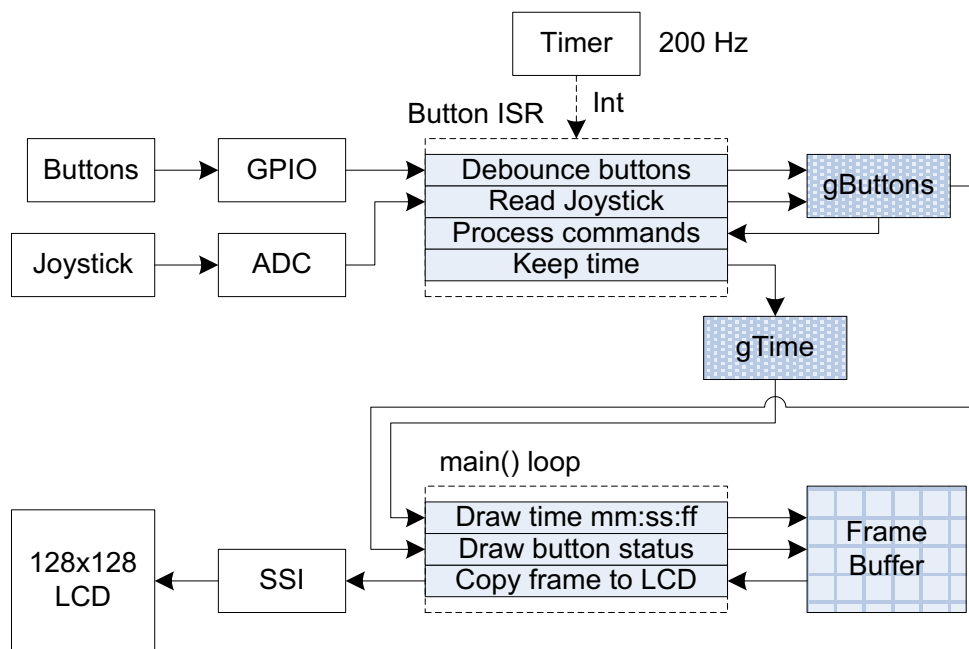 Timer
200 Hz
Int
Button ISR
Buttons
GPIO
Debounce buttons
gButtons
Read Joystick
Process commands
Joystick
ADC
Keep time
gTime
main() loop
Draw time mm:ss:ff
Draw button status
Copy frame to LCD
Frame
Buffer
128x128
LCD
SSI